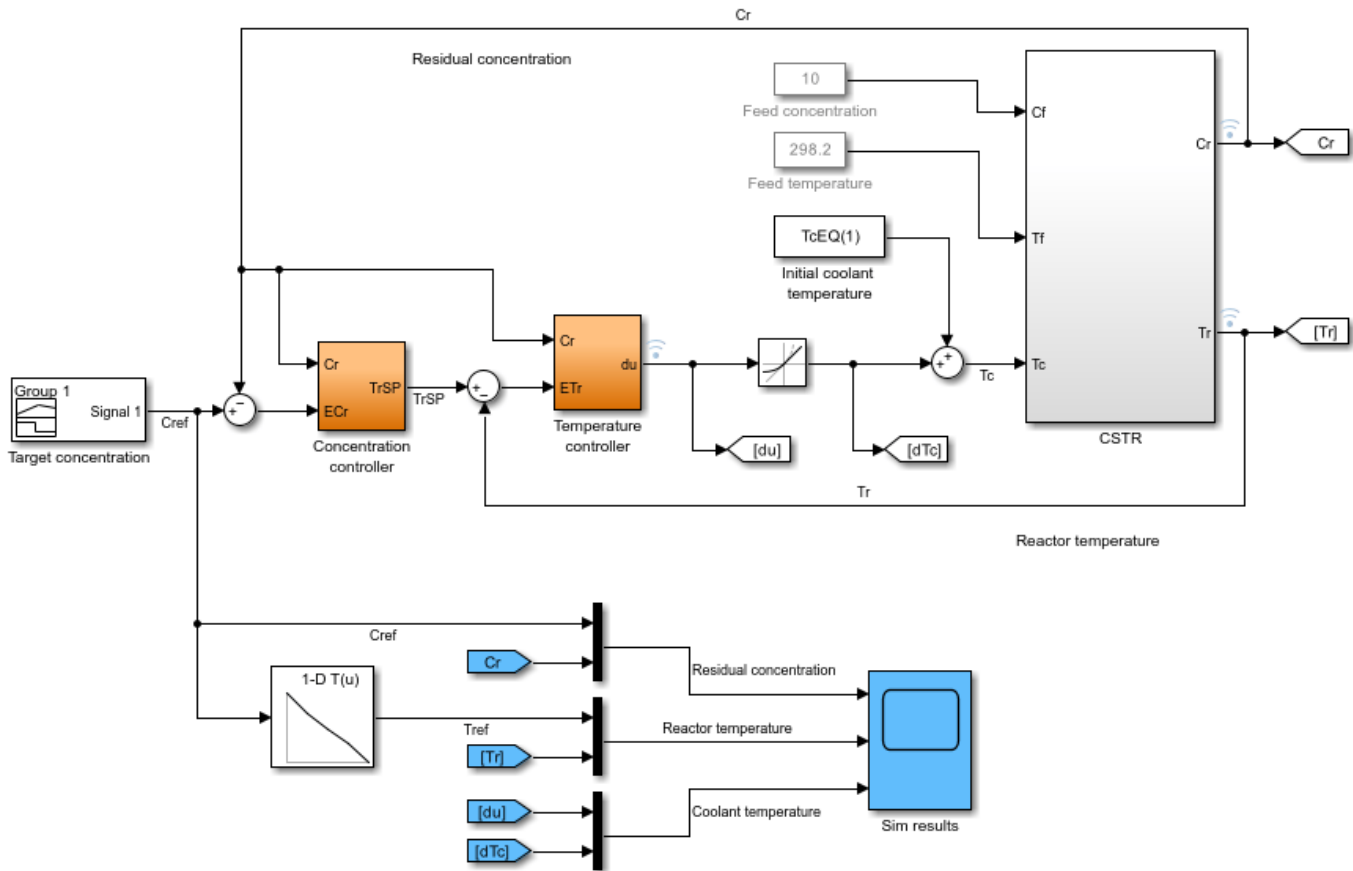 Cr
Residual concentration
10
Feed concentration
298.2
Feed temperature
TcEQ(1)
Initial coolant
temperature
Cf
Tf
Tc
Cr
Tr
CSTR
Cr
[Tr]
Group 1
Signal 1
Target concentration
Cref
+
−
Cr
ECr
TrSP
Concentration
controller
TrSP
+
−
Cr
ETr
du
Temperature
controller
[du]
[dTc]
+
+
Tc
Tr
Reactor temperature
Cref
Cr
1-D T(u)
Tref
[Tr]
[du]
[dTc]
Residual concentration
Reactor temperature
Coolant temperature
Sim results